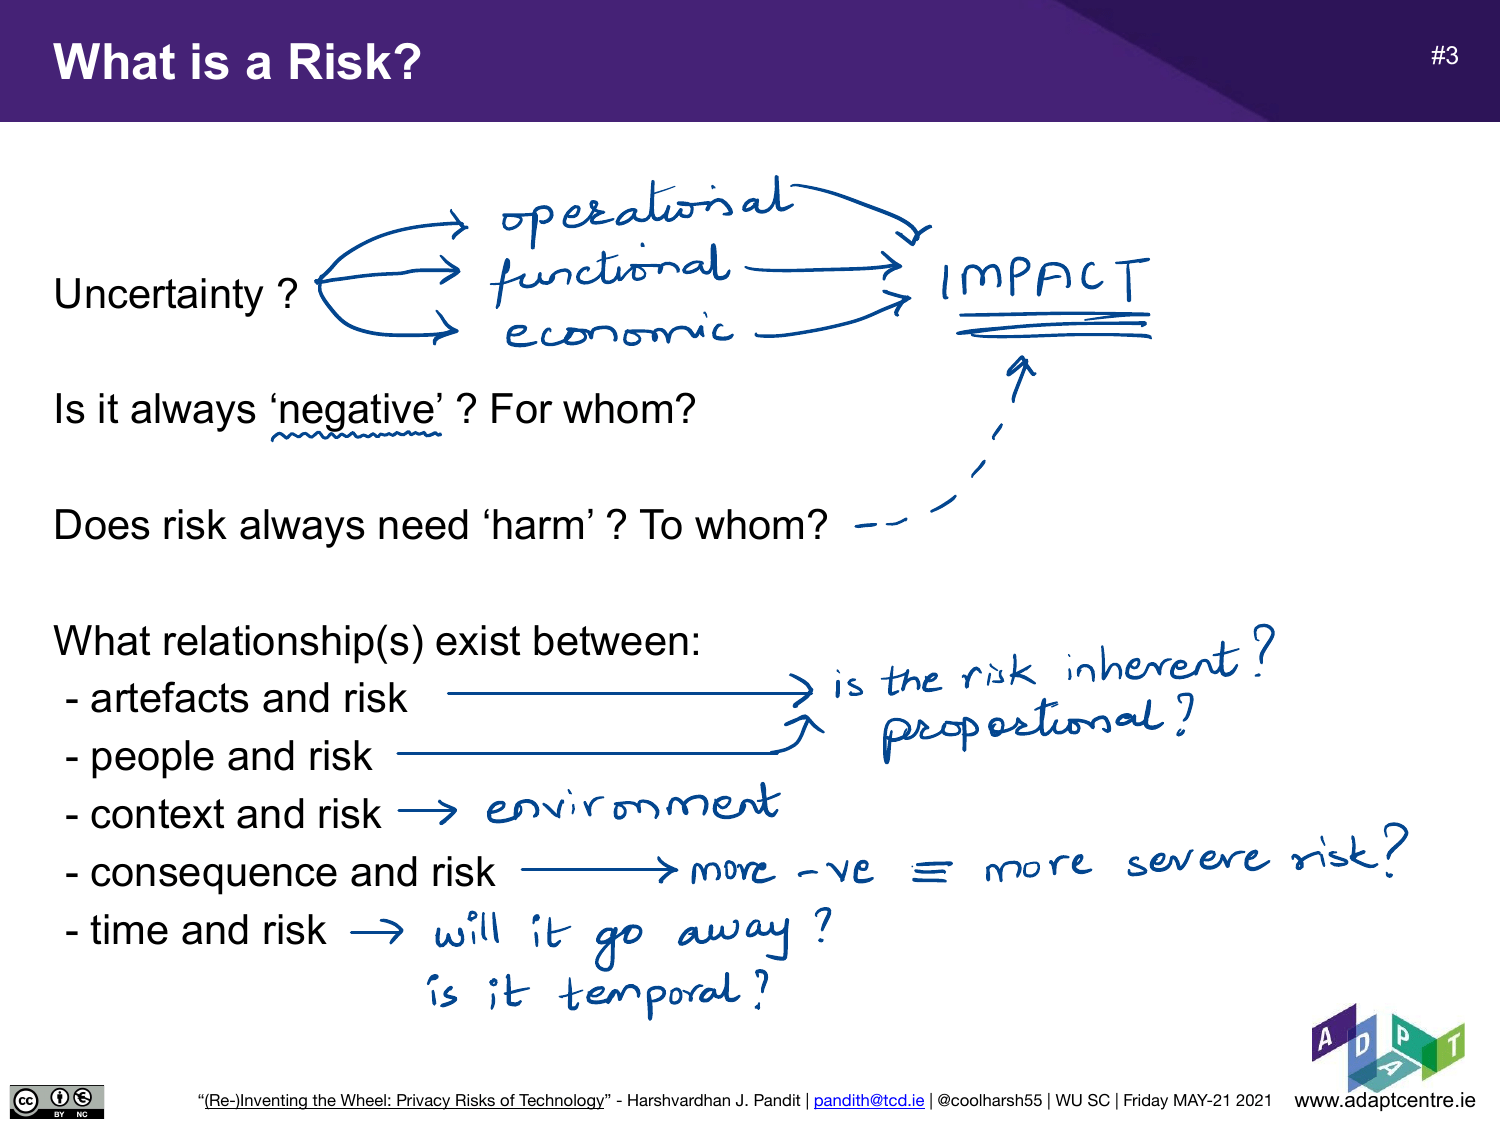 What is a Risk?
#3
operational
functional
economic
IMPACT
Uncertainty ?
Is it always ‘negative’ ? For whom?
Does risk always need ‘harm’ ? To whom?
What relationship(s) exist between:
- artefacts and risk
is the risk inherent?
proportional?
- people and risk
- context and risk
environment
- consequence and risk
more -ve ≡ more severe risk?
- time and risk
will it go away?
is it temporal?
ADAPT
cc BY NC
“(Re-)Inventing the Wheel: Privacy Risks of Technology” - Harshvardhan J. Pandit | pandith@tcd.ie | @coolharsh55 | WU SC | Friday MAY-21 2021
www.adaptcentre.ie